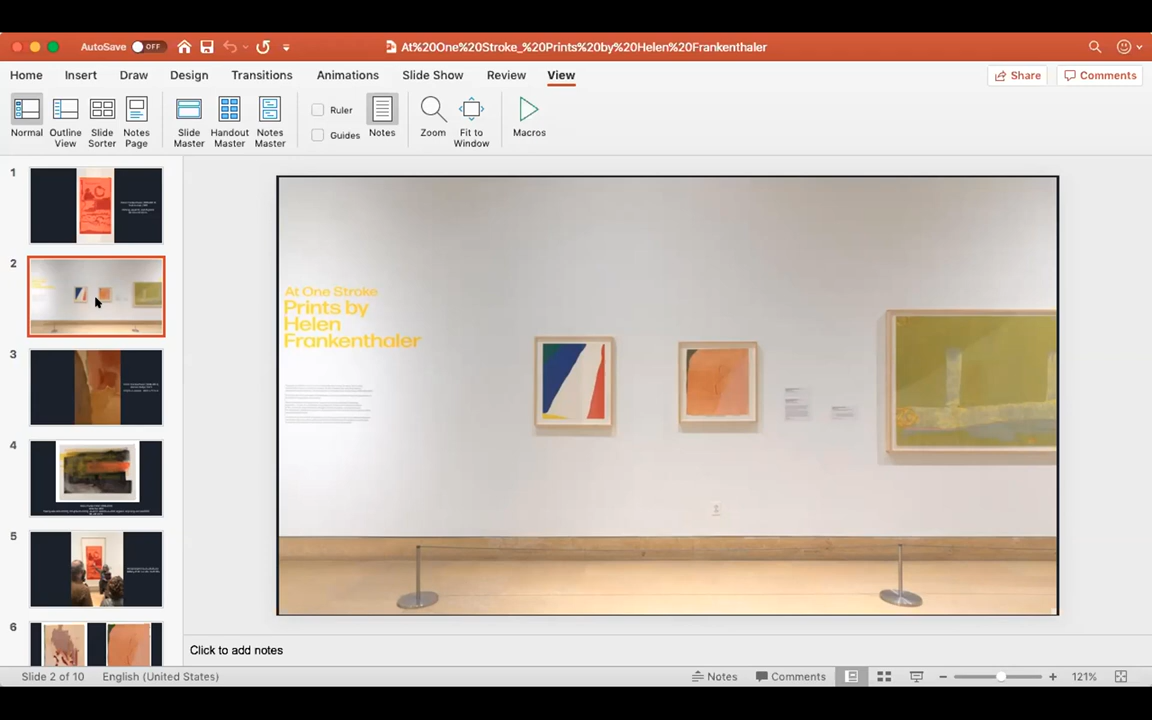 AutoSave OFF
At%20One%20Stroke_%20Prints%20by%20Helen%20Frankenthaler
Home Insert Draw Design Transitions Animations Slide Show Review View
Share Comments
Normal Outline View Slide Sorter Notes Page Slide Master Handout Master Notes Master Ruler Guides Notes Zoom Fit to Window Macros
1
2
3
4
5
6
At One Stroke
Prints by
Helen
Frankenthaler
Click to add notes
Slide 2 of 10 English (United States) Notes Comments 121%